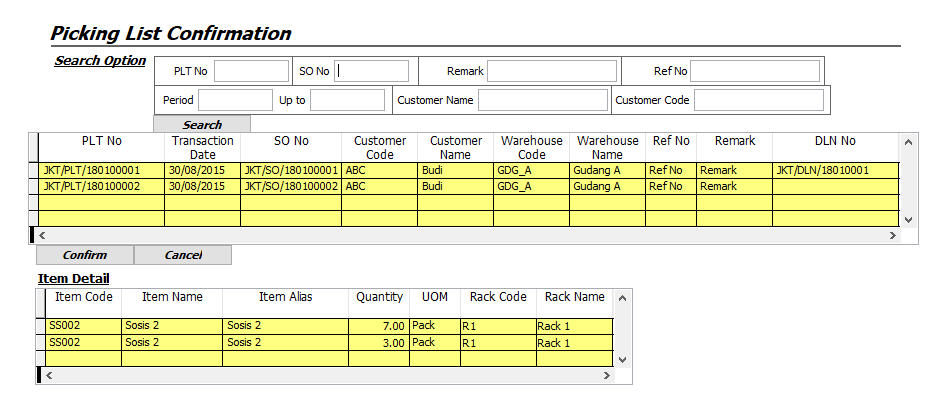 Picking List Confirmation
Search Option
PLT No SO No Remark Ref No
Period Up to Customer Name Customer Code
Search
PLT No Transaction Date SO No Customer Code Customer Name Warehouse Code Warehouse Name Ref No Remark DLN No
JKT/PLT/180100001 30/08/2015 JKT/SO/180100001 ABC Budi GDG_A Gudang A Ref No Remark JKT/DLN/18010001
JKT/PLT/180100002 30/08/2015 JKT/SO/180100002 ABC Budi GDG_A Gudang A Ref No Remark
Confirm Cancel
Item Detail
Item Code Item Name Item Alias Quantity UOM Rack Code Rack Name
SS002 Sosis 2 Sosis 2 7.00 Pack R1 Rack 1
SS002 Sosis 2 Sosis 2 3.00 Pack R1 Rack 1